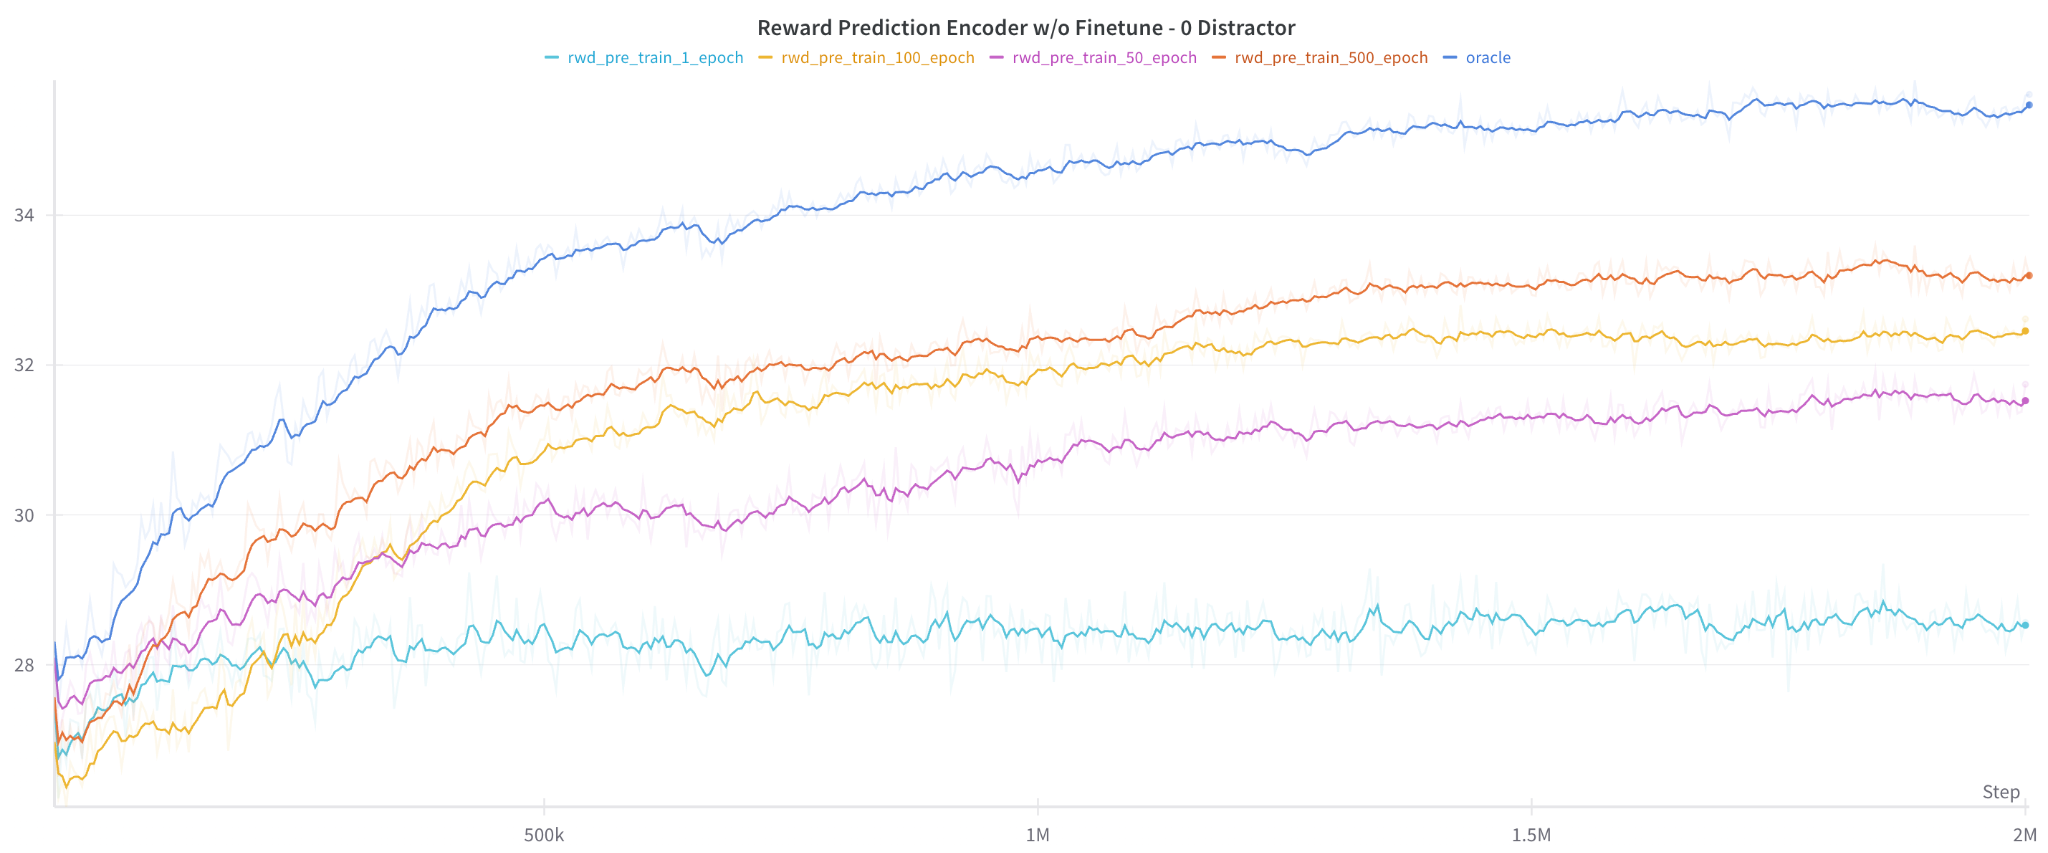 Reward Prediction Encoder w/o Finetune - 0 Distractor
rwd_pre_train_1_epoch rwd_pre_train_100_epoch rwd_pre_train_50_epoch rwd_pre_train_500_epoch oracle
34
32
30
28
Step
500k 1M 1.5M 2M